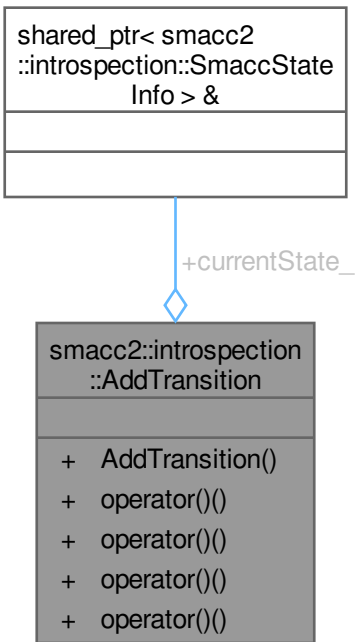 shared_ptr< smacc2
::introspection::SmaccState
Info > &
+currentState_
smacc2::introspection
::AddTransition
+ AddTransition()
+ operator()()
+ operator()()
+ operator()()
+ operator()()